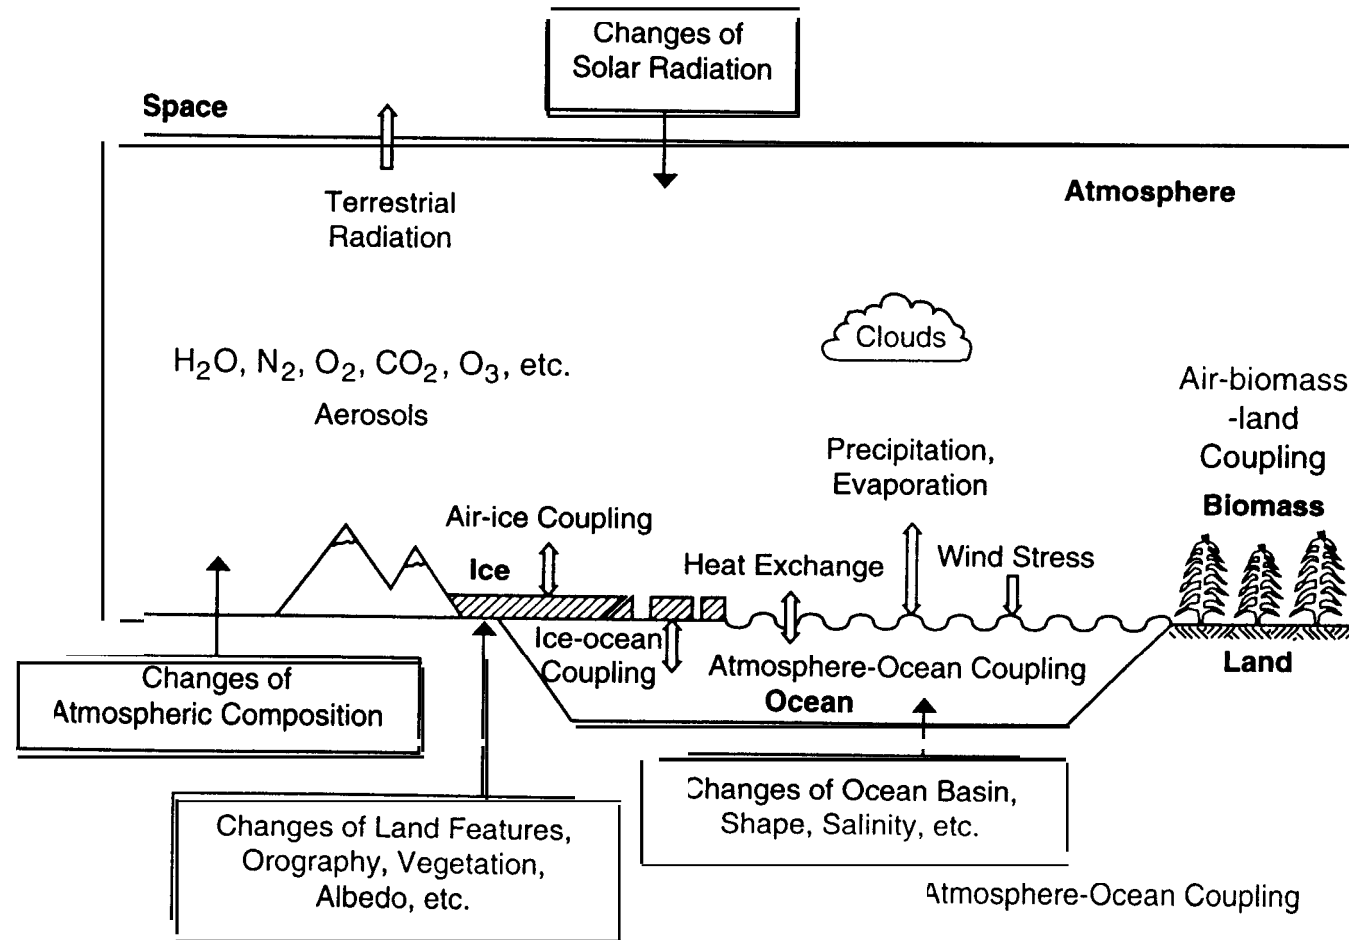 Changes of
Solar Radiation
Space
Atmosphere
Terrestrial
Radiation
Clouds
H₂O, N₂, O₂, CO₂, O₃, etc.
Aerosols
Air-biomass
-land
Coupling
Precipitation,
Evaporation
Biomass
Air-ice Coupling
Ice
Heat Exchange
Wind Stress
Ice-ocean
Coupling
Atmosphere-Ocean Coupling
Ocean
Land
Changes of
Atmospheric Composition
Changes of Ocean Basin,
Shape, Salinity, etc.
Changes of Land Features,
Orography, Vegetation,
Albedo, etc.
Atmosphere-Ocean Coupling